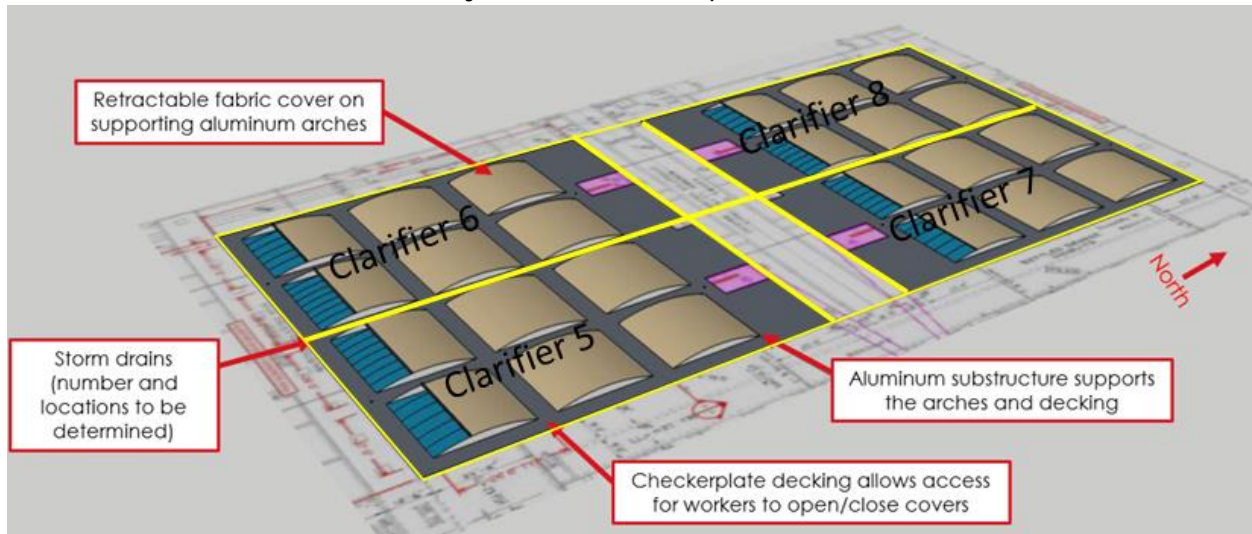 Retractable fabric cover on
supporting aluminum arches
Clarifier 8
Clarifier 6
Clarifier 7
North
Clarifier 5
Storm drains
(number and
locations to be
determined)
Aluminum substructure supports
the arches and decking
Checkerplate decking allows access
for workers to open/close covers